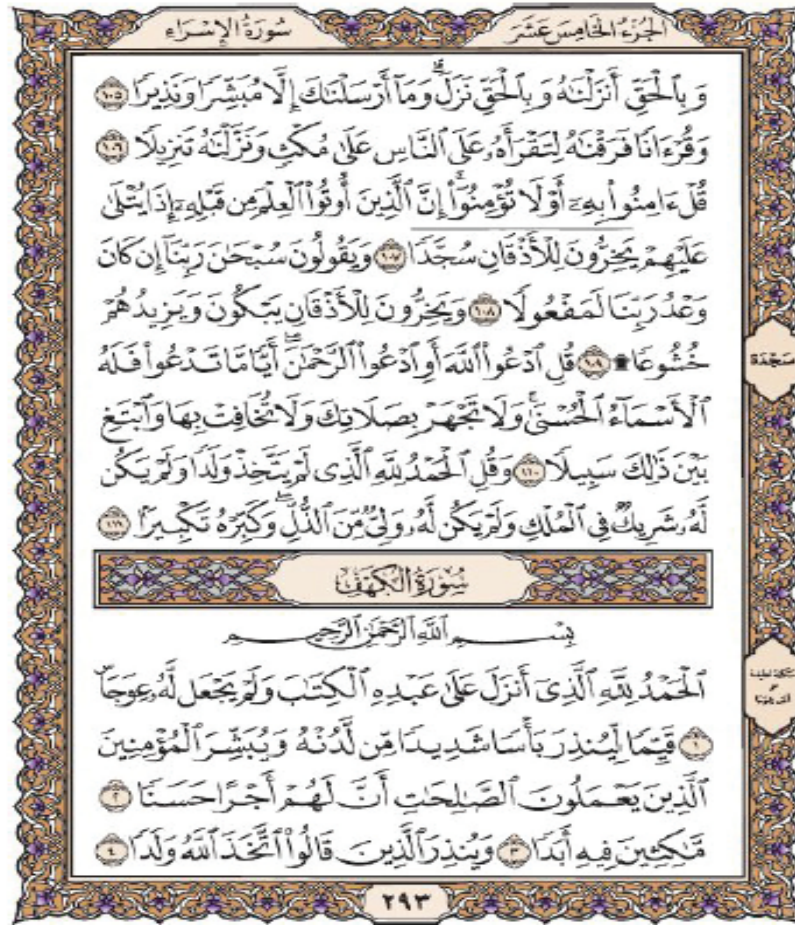 الجزء الخامس عشر
سورة الإسراء
وَبِٱلْحَقِّ أَنزَلْنَٰهُ وَبِٱلْحَقِّ نَزَلَ ۗ وَمَآ أَرْسَلْنَٰكَ إِلَّا مُبَشِّرًا وَنَذِيرًا ١٠٥
وَقُرْءَانًا فَرَقْنَٰهُ لِتَقْرَأَهُۥ عَلَى ٱلنَّاسِ عَلَىٰ مُكْثٍ وَنَزَّلْنَٰهُ تَنزِيلًا ١٠٦
قُلْ ءَامِنُوا۟ بِهِۦٓ أَوْ لَا تُؤْمِنُوٓا۟ ۚ إِنَّ ٱلَّذِينَ أُوتُوا۟ ٱلْعِلْمَ مِن قَبْلِهِۦٓ إِذَا يُتْلَىٰ
عَلَيْهِمْ يَخِرُّونَ لِلْأَذْقَانِ سُجَّدًا ١٠٧ وَيَقُولُونَ سُبْحَٰنَ رَبِّنَآ إِن كَانَ
وَعْدُ رَبِّنَا لَمَفْعُولًا ١٠٨ وَيَخِرُّونَ لِلْأَذْقَانِ يَبْكُونَ وَيَزِيدُهُمْ
خُشُوعًا ۩ ١٠٩ قُلِ ٱدْعُوا۟ ٱللَّهَ أَوِ ٱدْعُوا۟ ٱلرَّحْمَٰنَ ۖ أَيًّا مَّا تَدْعُوا۟ فَلَهُ
سجدة
ٱلْأَسْمَآءُ ٱلْحُسْنَىٰ ۚ وَلَا تَجْهَرْ بِصَلَاتِكَ وَلَا تُخَافِتْ بِهَا وَٱبْتَغِ
بَيْنَ ذَٰلِكَ سَبِيلًا ١١٠ وَقُلِ ٱلْحَمْدُ لِلَّهِ ٱلَّذِى لَمْ يَتَّخِذْ وَلَدًا وَلَمْ يَكُن
لَّهُۥ شَرِيكٌ فِى ٱلْمُلْكِ وَلَمْ يَكُن لَّهُۥ وَلِىٌّ مِّنَ ٱلذُّلِّ ۖ وَكَبِّرْهُ تَكْبِيرًۢا ١١١
سورة الكهف
بِسْمِ ٱللَّهِ ٱلرَّحْمَٰنِ ٱلرَّحِيمِ
ٱلْحَمْدُ لِلَّهِ ٱلَّذِىٓ أَنزَلَ عَلَىٰ عَبْدِهِ ٱلْكِتَٰبَ وَلَمْ يَجْعَل لَّهُۥ عِوَجَا ۜ
١ قَيِّمًا لِّيُنذِرَ بَأْسًا شَدِيدًا مِّن لَّدُنْهُ وَيُبَشِّرَ ٱلْمُؤْمِنِينَ
ٱلَّذِينَ يَعْمَلُونَ ٱلصَّٰلِحَٰتِ أَنَّ لَهُمْ أَجْرًا حَسَنًا ٢
مَّٰكِثِينَ فِيهِ أَبَدًا ٣ وَيُنذِرَ ٱلَّذِينَ قَالُوا۟ ٱتَّخَذَ ٱللَّهُ وَلَدًا ٤
٢٩٣